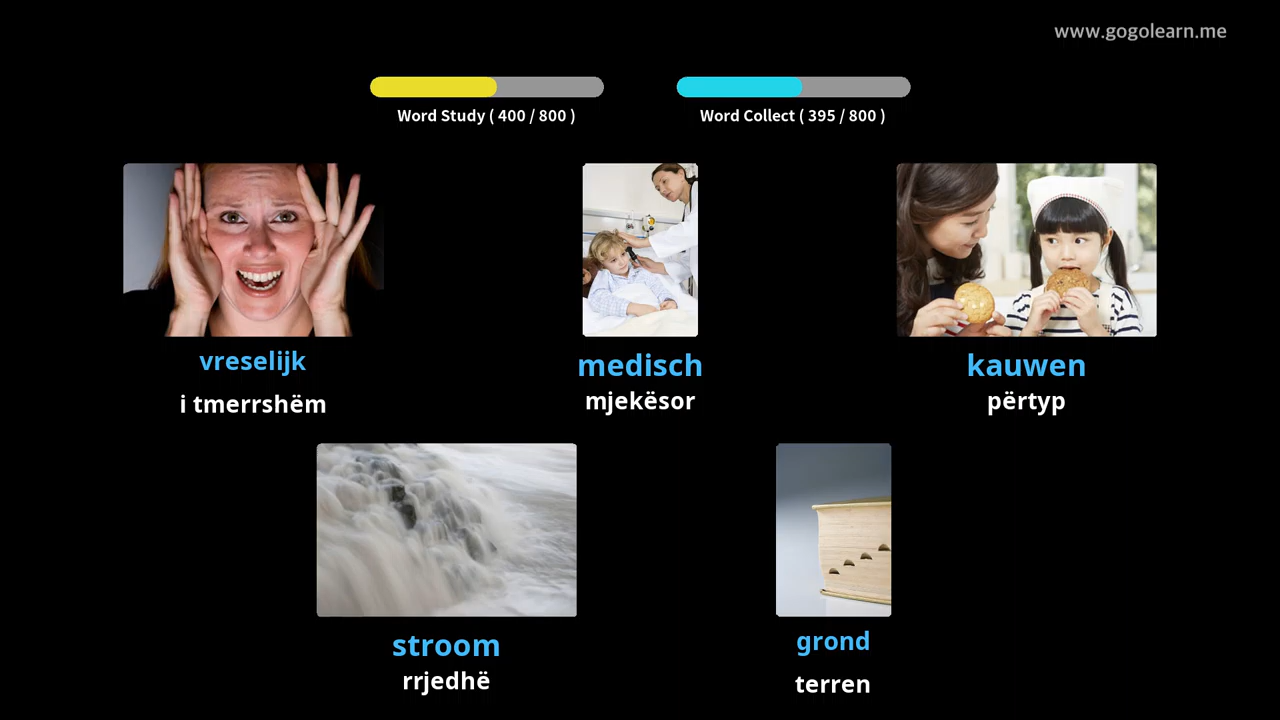 www.gogolearn.me
Word Study ( 400 / 800 )
Word Collect ( 395 / 800 )
vreselijk
i tmerrshëm
medisch
mjekësor
kauwen
përtyp
stroom
rrjedhë
grond
terren